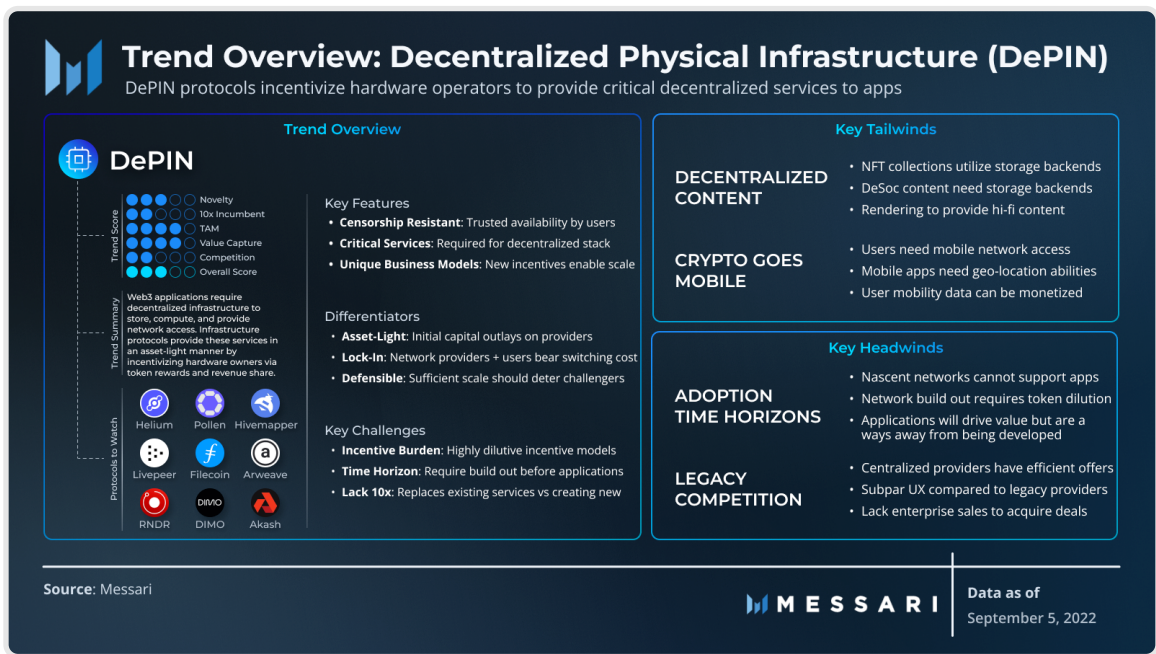 Trend Overview: Decentralized Physical Infrastructure (DePIN)
DePIN protocols incentivize hardware operators to provide critical decentralized services to apps
Trend Overview
DePIN
Trend Score
Novelty
10x Incumbent
TAM
Value Capture
Competition
Overall Score
Trend Summary
Web3 applications require
decentralized infrastructure to
store, compute, and provide
network access. Infrastructure
protocols provide these services in
an asset-light manner by
incentivizing hardware owners via
token rewards and revenue share.
Protocols to Watch
Helium
Pollen
Hivemapper
Livepeer
Filecoin
Arweave
DIMO
RNDR
DIMO
Akash
Key Features
• Censorship Resistant: Trusted availability by users
• Critical Services: Required for decentralized stack
• Unique Business Models: New incentives enable scale
Differentiators
• Asset-Light: Initial capital outlays on providers
• Lock-In: Network providers + users bear switching cost
• Defensible: Sufficient scale should deter challengers
Key Challenges
• Incentive Burden: Highly dilutive incentive models
• Time Horizon: Require build out before applications
• Lack 10x: Replaces existing services vs creating new
Key Tailwinds
DECENTRALIZED
CONTENT
• NFT collections utilize storage backends
• DeSoc content need storage backends
• Rendering to provide hi-fi content
CRYPTO GOES
MOBILE
• Users need mobile network access
• Mobile apps need geo-location abilities
• User mobility data can be monetized
Key Headwinds
ADOPTION
TIME HORIZONS
• Nascent networks cannot support apps
• Network build out requires token dilution
• Applications will drive value but are a
ways away from being developed
LEGACY
COMPETITION
• Centralized providers have efficient offers
• Subpar UX compared to legacy providers
• Lack enterprise sales to acquire deals
Source: Messari
MESSARI
Data as of
September 5, 2022